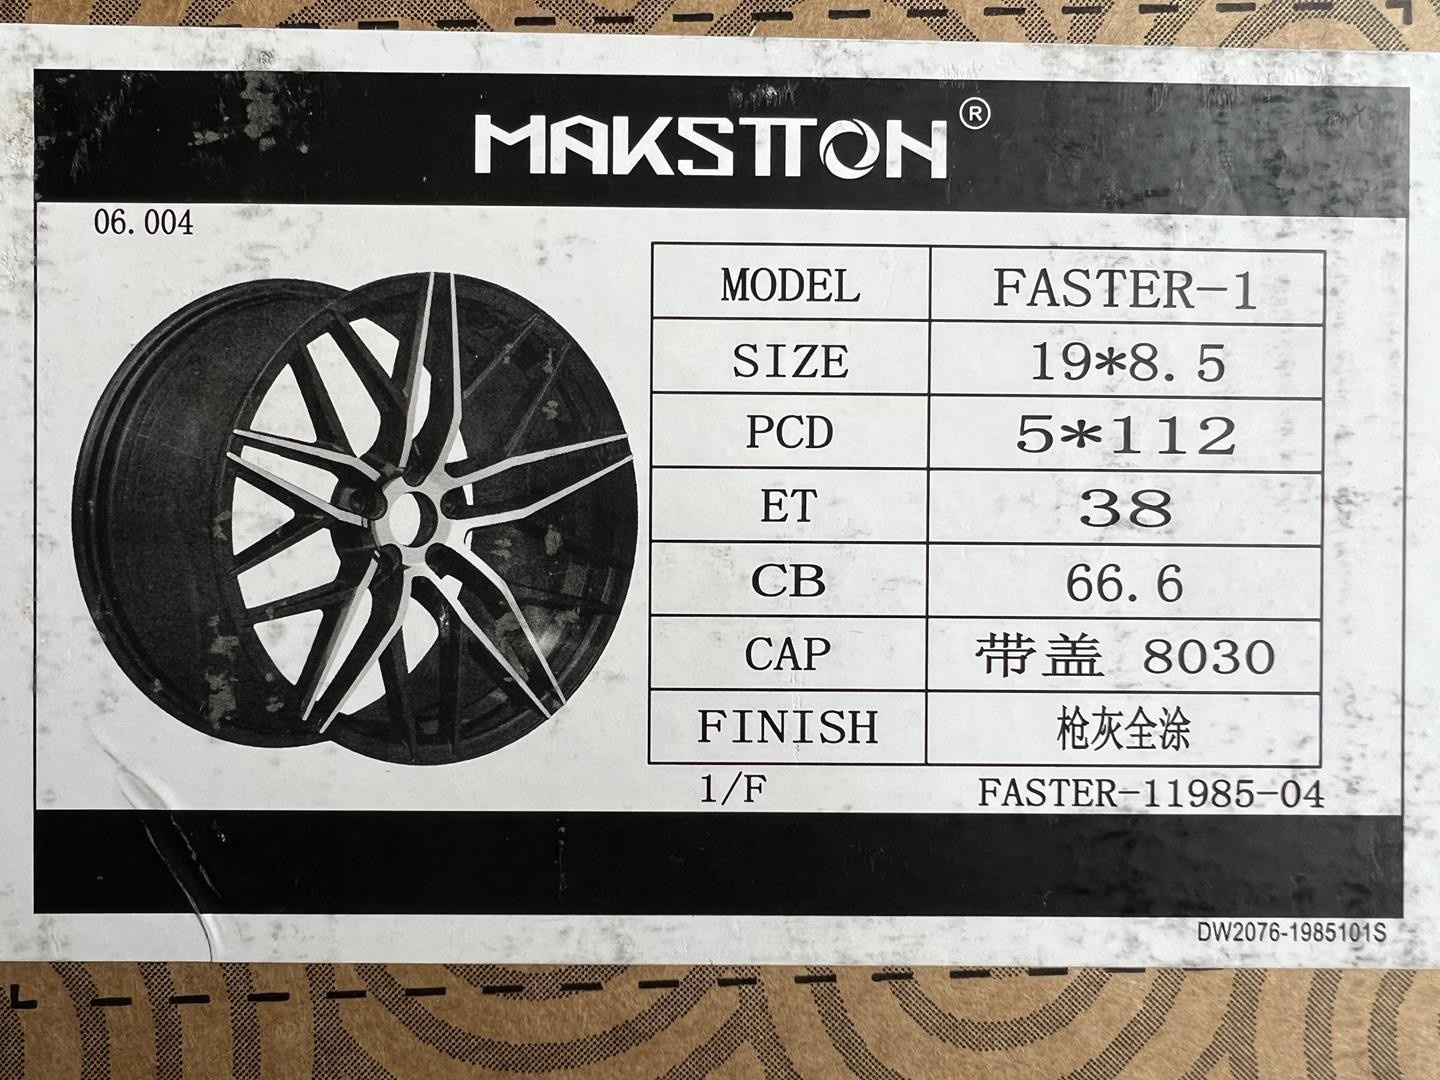 MAKSTTON®
06.004
MODEL FASTER-1
SIZE 19*8.5
PCD 5*112
ET 38
CB 66.6
CAP 带盖 8030
FINISH 枪灰全涂
1/F FASTER-11985-04
DW2076-1985101S